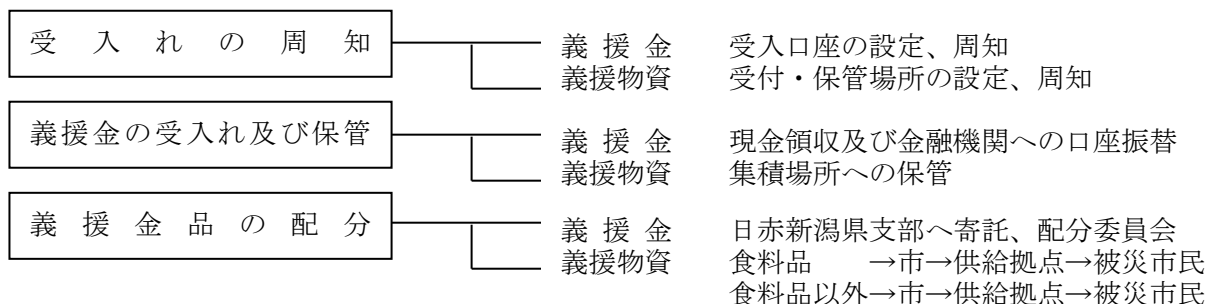 受入れの周知 義援金 受入口座の設定、周知
義援物資 受付・保管場所の設定、周知
義援金の受入れ及び保管 義援金 現金領収及び金融機関への口座振替
義援物資 集積場所への保管
義援金品の配分 義援金 日赤新潟県支部へ寄託、配分委員会
義援物資 食料品 →市→供給拠点→被災市民
食料品以外→市→供給拠点→被災市民